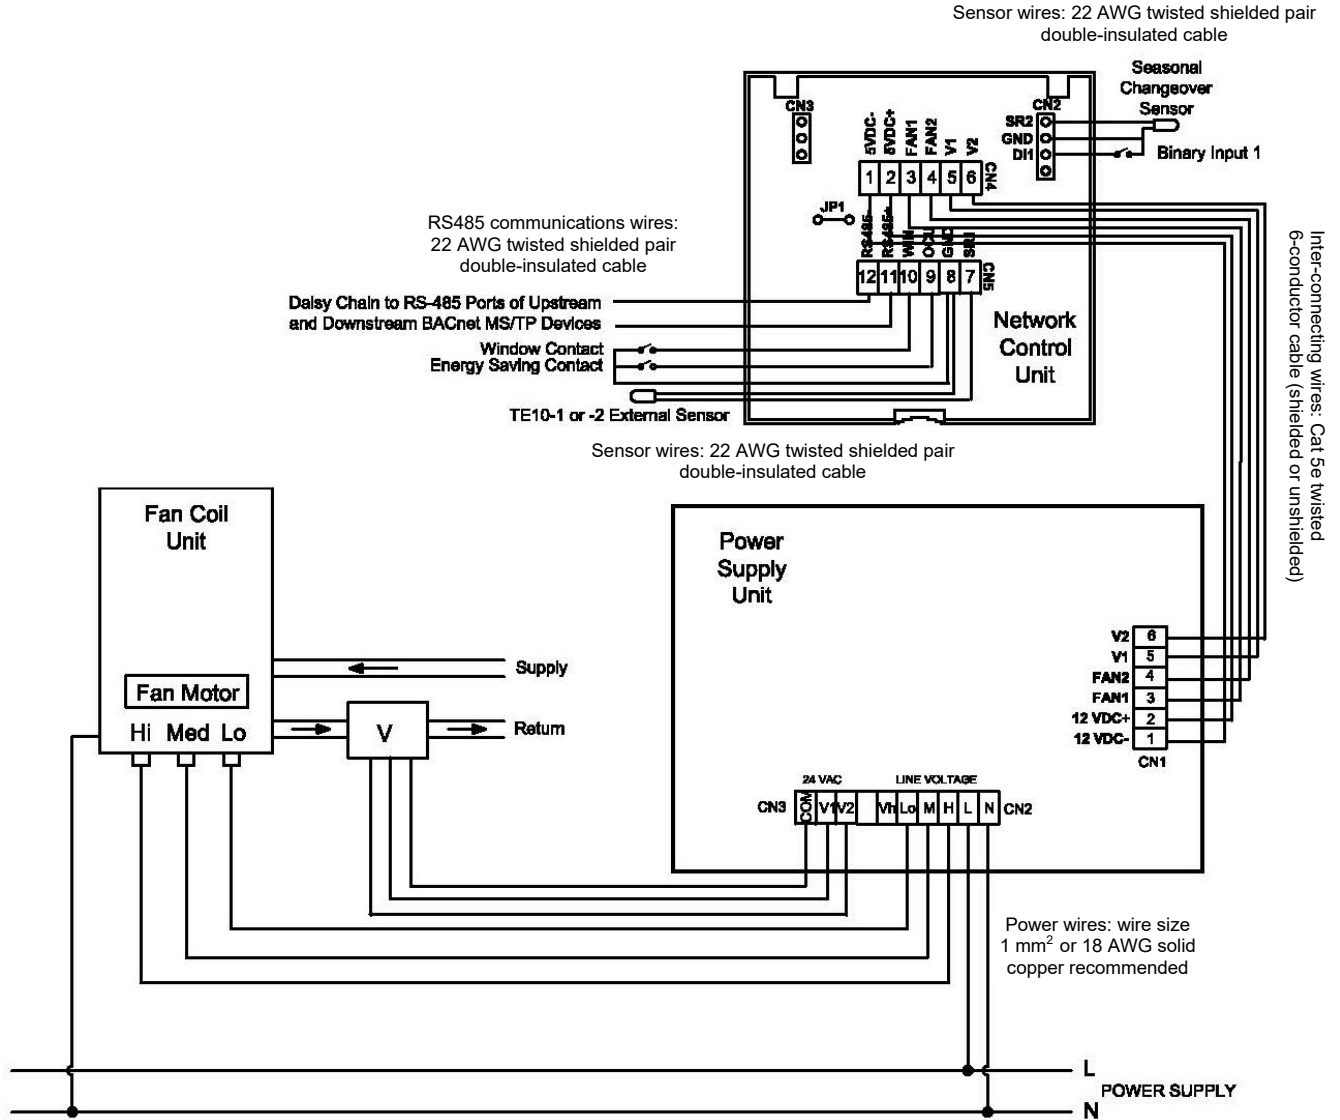 Sensor wires: 22 AWG twisted shielded pair
double-insulated cable
Seasonal
Changeover
Sensor
CN3
CN2
SR2
GND
DI1
Binary Input 1
5VDC-
5VDC+
FAN1
FAN2
V1
V2
1 2 3 4 5 6
CN4
JP1
RS485-
RS485+
WIN
OCU
GND
SR1
12 11 10 9 8 7
CN5
RS485 communications wires:
22 AWG twisted shielded pair
double-insulated cable
Daisy Chain to RS-485 Ports of Upstream
and Downstream BACnet MS/TP Devices
Window Contact
Energy Saving Contact
TE10-1 or -2 External Sensor
Network
Control
Unit
Sensor wires: 22 AWG twisted shielded pair
double-insulated cable
Inter-connecting wires: Cat 5e twisted
6-conductor cable (shielded or unshielded)
Fan Coil
Unit
Fan Motor
Hi Med Lo
Supply
Return
V
Power
Supply
Unit
V2 6
V1 5
FAN2 4
FAN1 3
12 VDC+ 2
12 VDC- 1
CN1
24 VAC
LINE VOLTAGE
CN3
COM V1 V2 Vh Lo M H L N
CN2
Power wires: wire size
1 mm² or 18 AWG solid
copper recommended
L
POWER SUPPLY
N